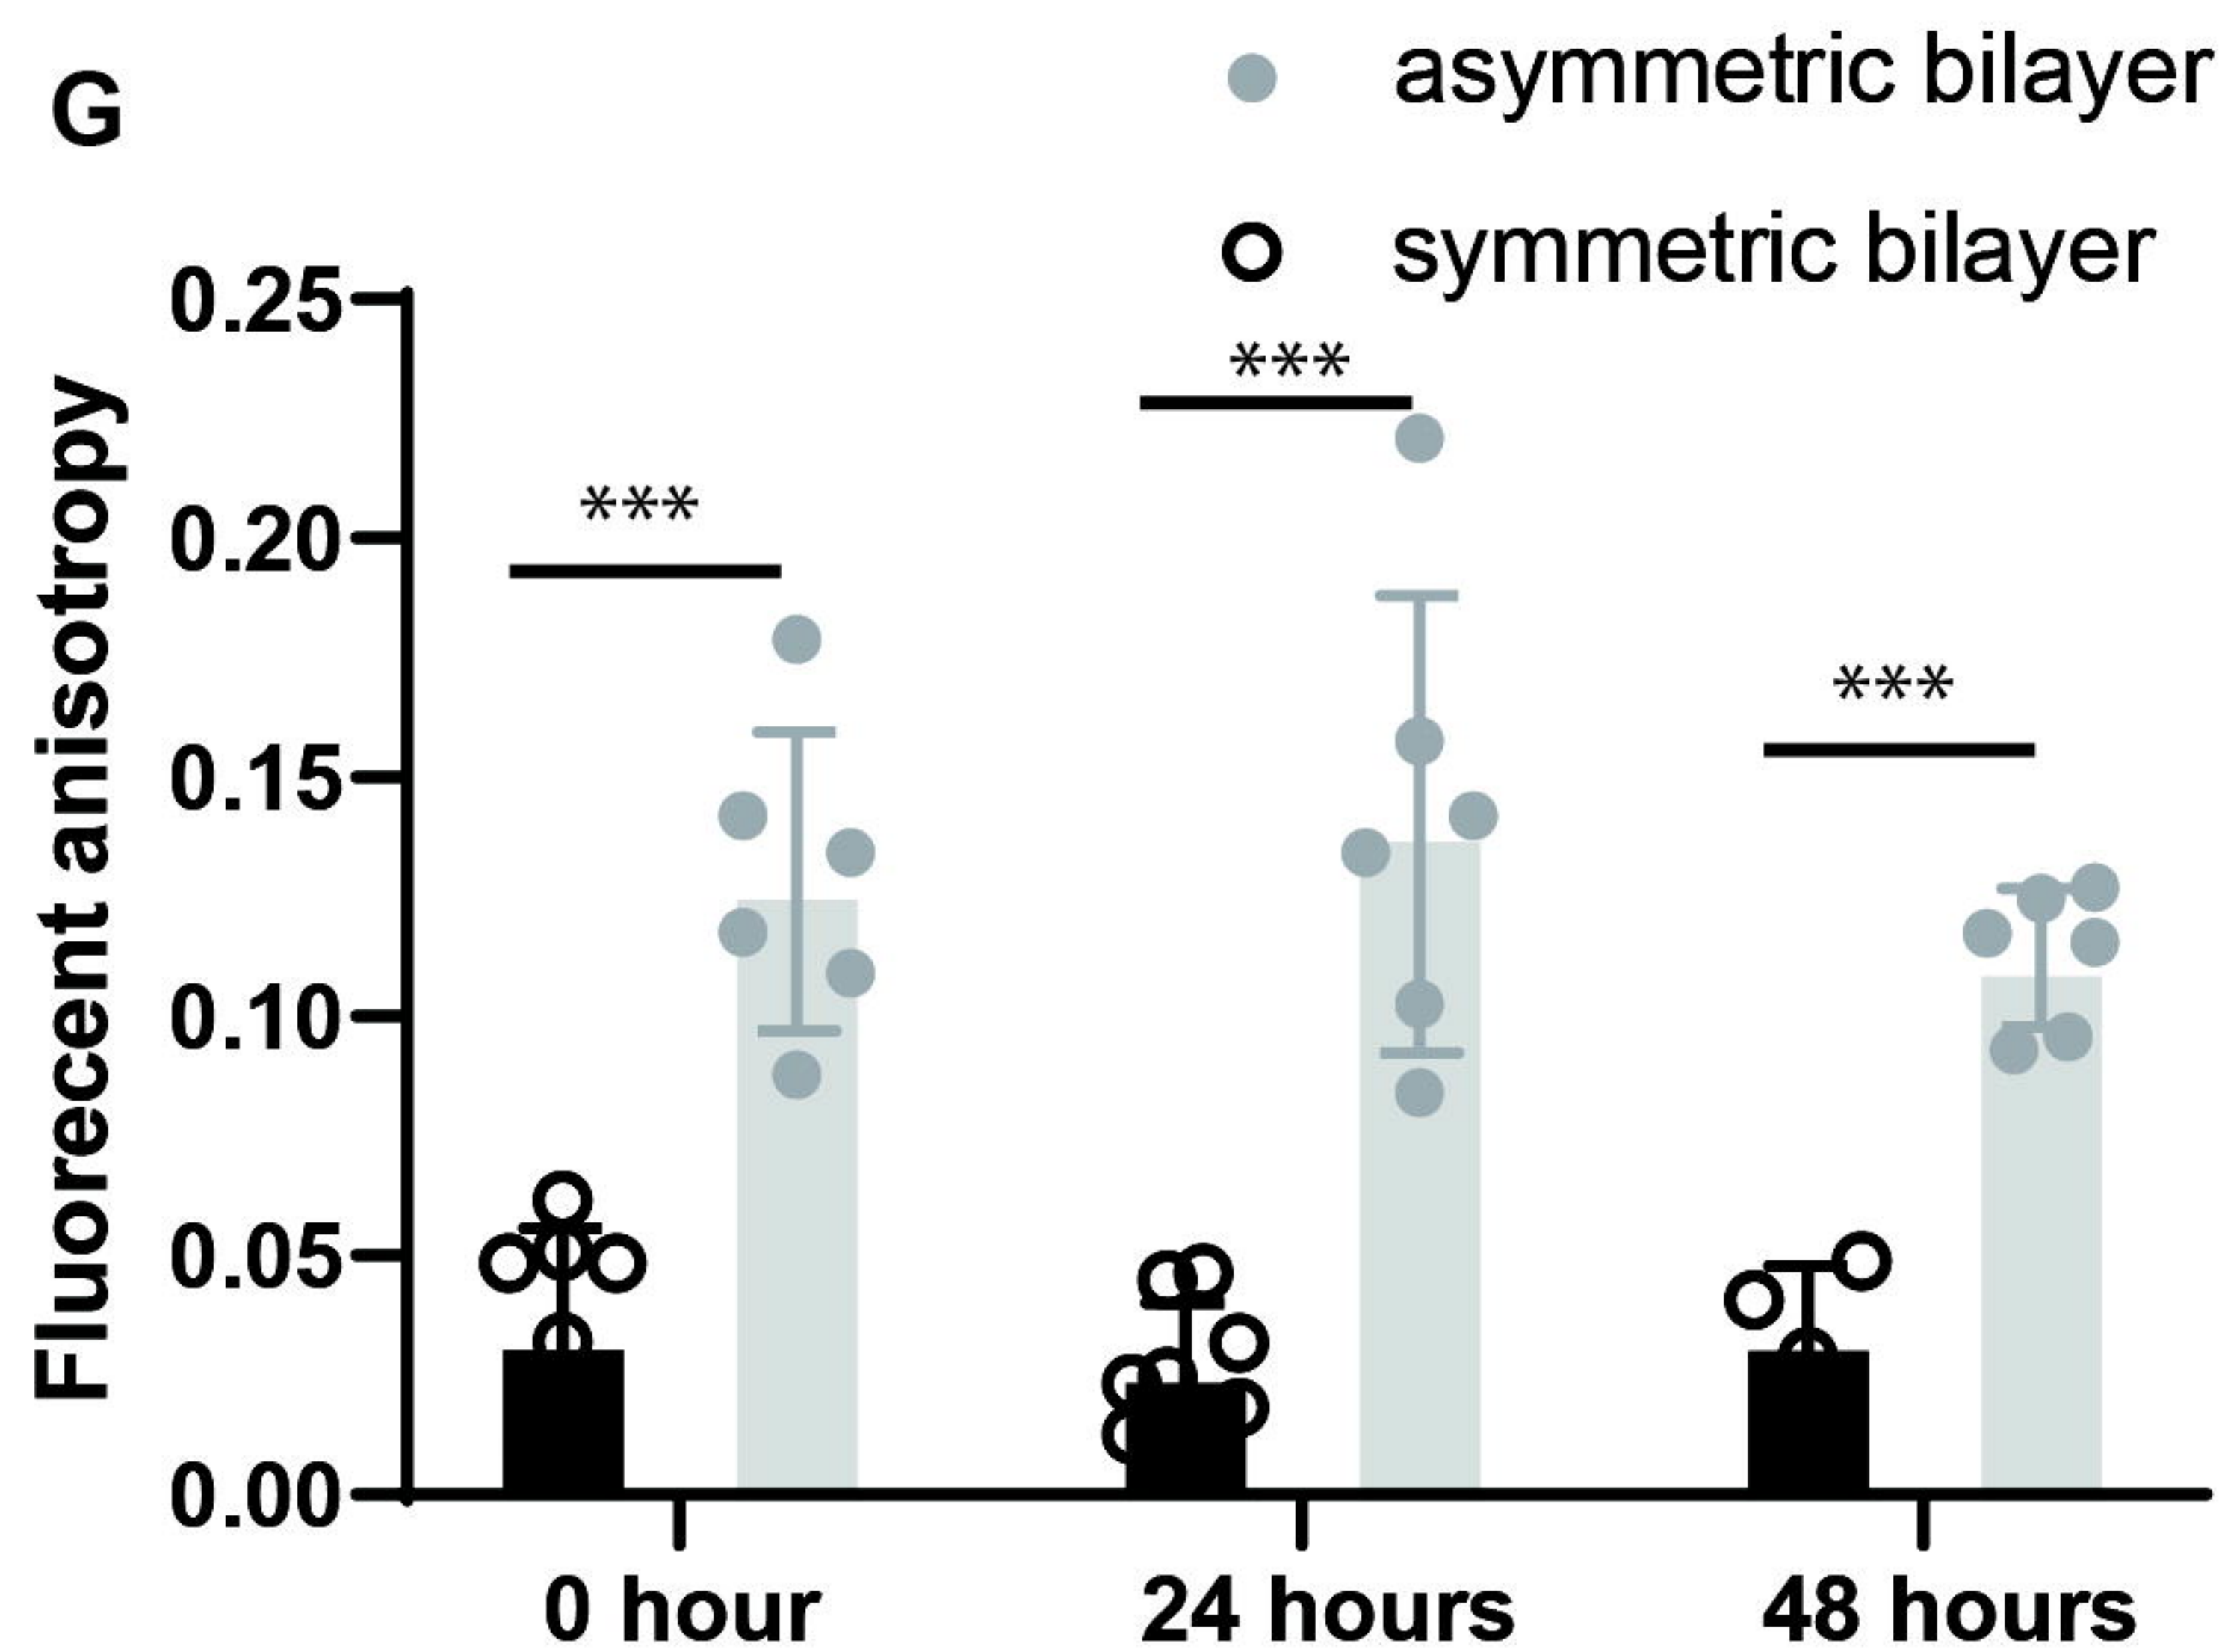 G
asymmetric bilayer
symmetric bilayer
Fluorecent anisotropy
0.25
0.20
0.15
0.10
0.05
0.00
***
***
***
0 hour
24 hours
48 hours